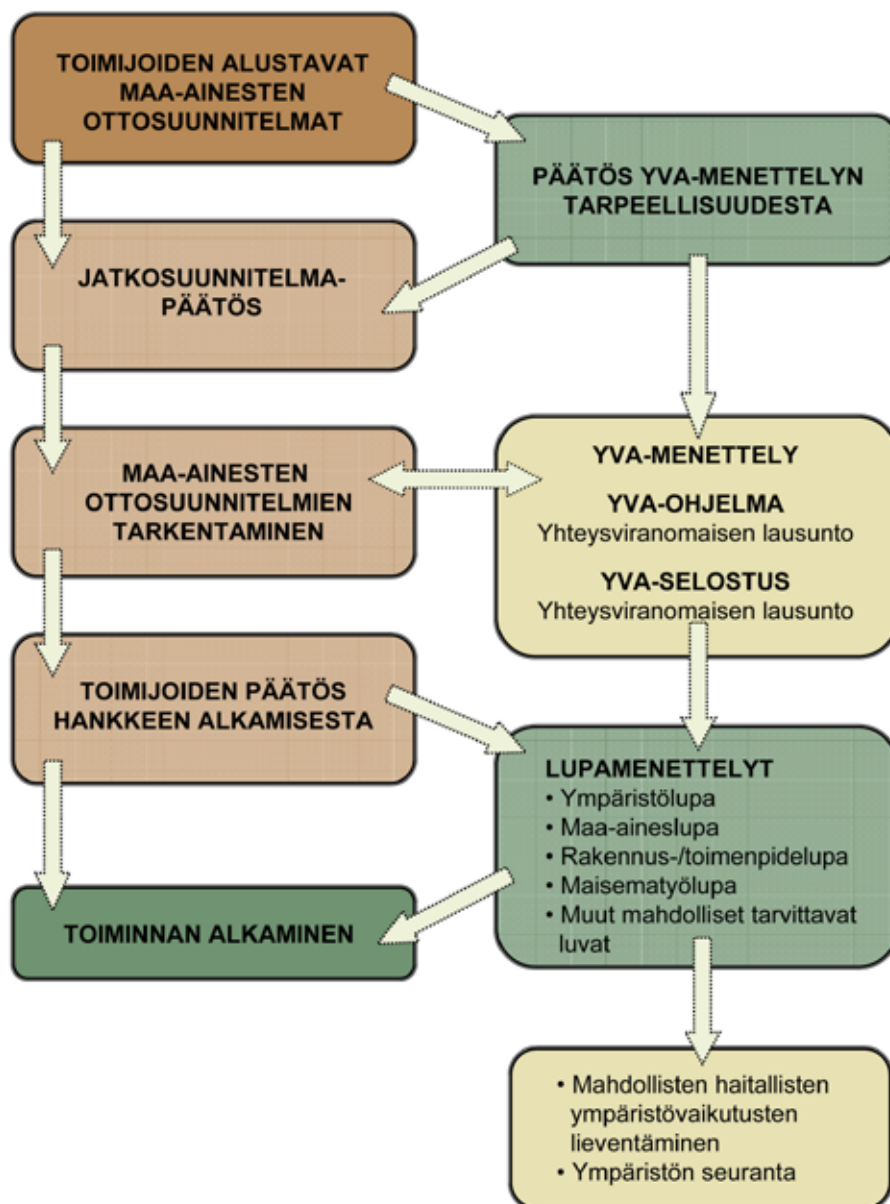 TOIMIJOIDEN ALUSTAVAT
MAA-AINESTEN
OTTOSUUNNITELMAT
PÄÄTÖS YVA-MENETTELYN
TARPEELLISUUDESTA
JATKOSUUNNITELMA-
PÄÄTÖS
MAA-AINESTEN
OTTOSUUNNITELMIEN
TARKENTAMINEN
YVA-MENETTELY
YVA-OHJELMA
Yhteysviranomaisen lausunto
YVA-SELOSTUS
Yhteysviranomaisen lausunto
TOIMIJOIDEN PÄÄTÖS
HANKKEEN ALKAMISESTA
LUPAMENETTELYT
• Ympäristölupa
• Maa-aineslupa
• Rakennus-/toimenpidelupa
• Maisematyölupa
• Muut mahdolliset tarvittavat
luvat
TOIMINNAN ALKAMINEN
• Mahdollisten haitallisten
ympäristövaikutusten
lieventäminen
• Ympäristön seuranta